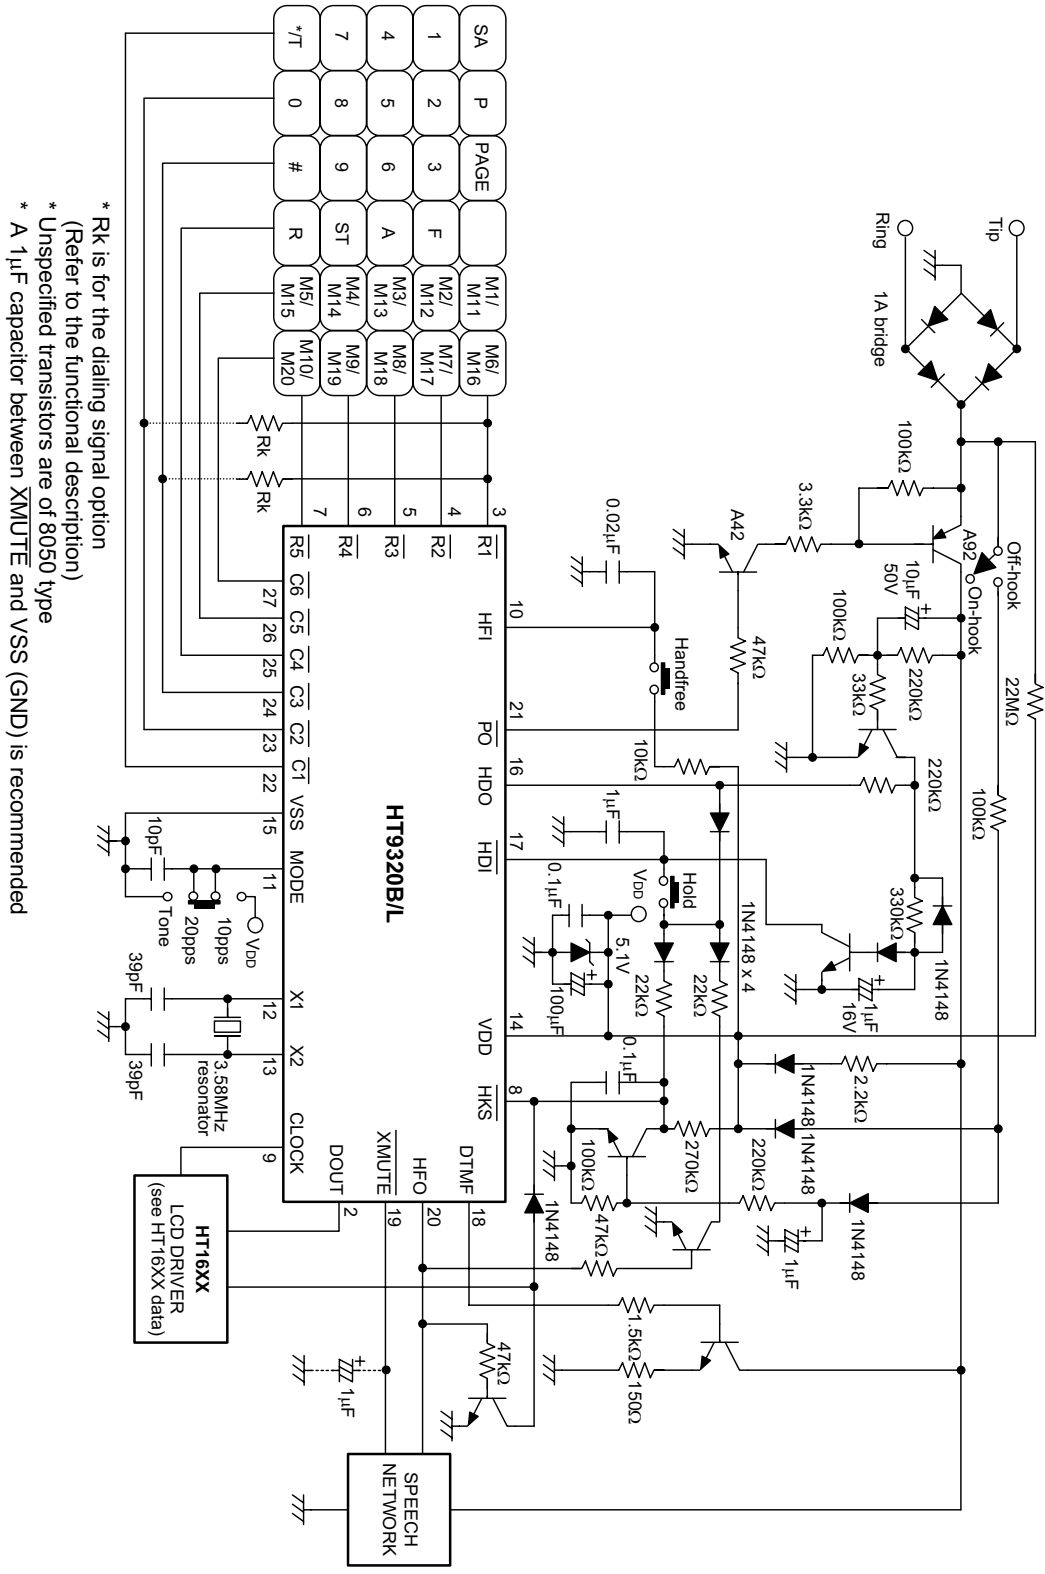 Tip
Ring
1A bridge
100kΩ
3.3kΩ
A42
A92
Off-hook
On-hook
10μF
50V
100kΩ
220kΩ
33kΩ
22MΩ
220kΩ
100kΩ
330kΩ
1N4148
1μF
16V
47kΩ
0.02μF
Handfree
10kΩ
1μF
Hold
VDD
0.1μF
5.1V
100μF
1N4148 x 4
22kΩ
22kΩ
0.1μF
2.2kΩ
1N4148
1N4148
270kΩ
220kΩ
1N4148
1μF
100kΩ
47kΩ
1N4148
1.5kΩ
150Ω
47kΩ
1μF
SPEECH
NETWORK
SA
P
PAGE
M1/
M11
M6/
M16
1
2
3
F
M2/
M12
M7/
M17
4
5
6
A
M3/
M13
M8/
M18
7
8
9
ST
M4/
M14
M9/
M19
*/T
0
#
R
M5/
M15
M10/
M20
Rk
Rk
3
4
5
6
7
R1
R2
R3
R4
R5
10
21
16
17
14
8
HFI
PO
HDO
HDI
VDD
HKS
HT9320B/L
C6
C5
C4
C3
C2
C1
VSS
MODE
X1
X2
CLOCK
27
26
25
24
23
22
15
11
12
13
9
DTMF
HFO
XMUTE
DOUT
18
20
19
2
10pF
VDD
10pps
20pps
Tone
39pF
39pF
3.58MHz
resonator
HT16XX
LCD DRIVER
(see HT16XX data)
* Rk is for the dialing signal option
(Refer to the functional description)
* Unspecified transistors are of 8050 type
* A 1μF capacitor between XMUTE and VSS (GND) is recommended